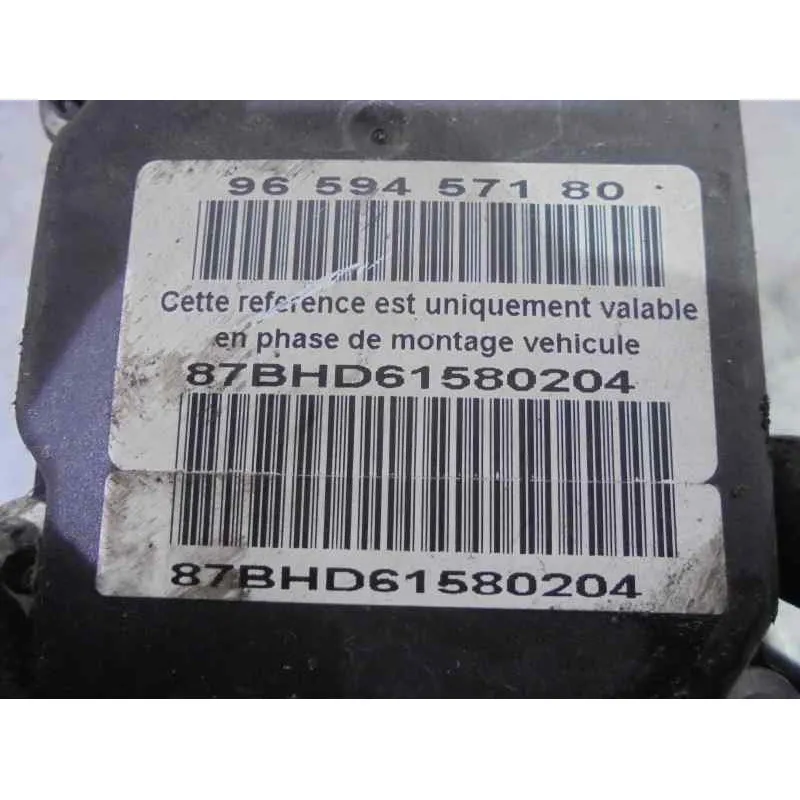 96 594 571 80
Cette reference est uniquement valable
en phase de montage vehicule
87BHD61580204
87BHD61580204